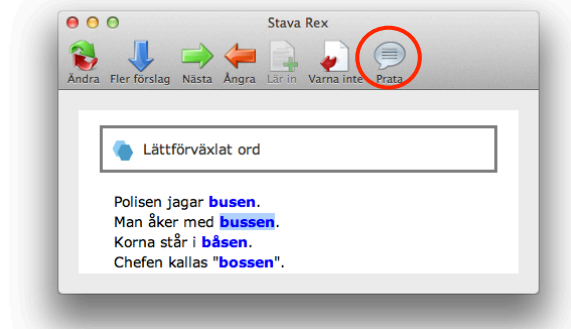 Stava Rex
Ändra Fler förslag Nästa Ångra Lär in Varna inte Prata
Lättförväxlat ord
Polisen jagar busen.
Man åker med bussen.
Korna står i båsen.
Chefen kallas "bossen".